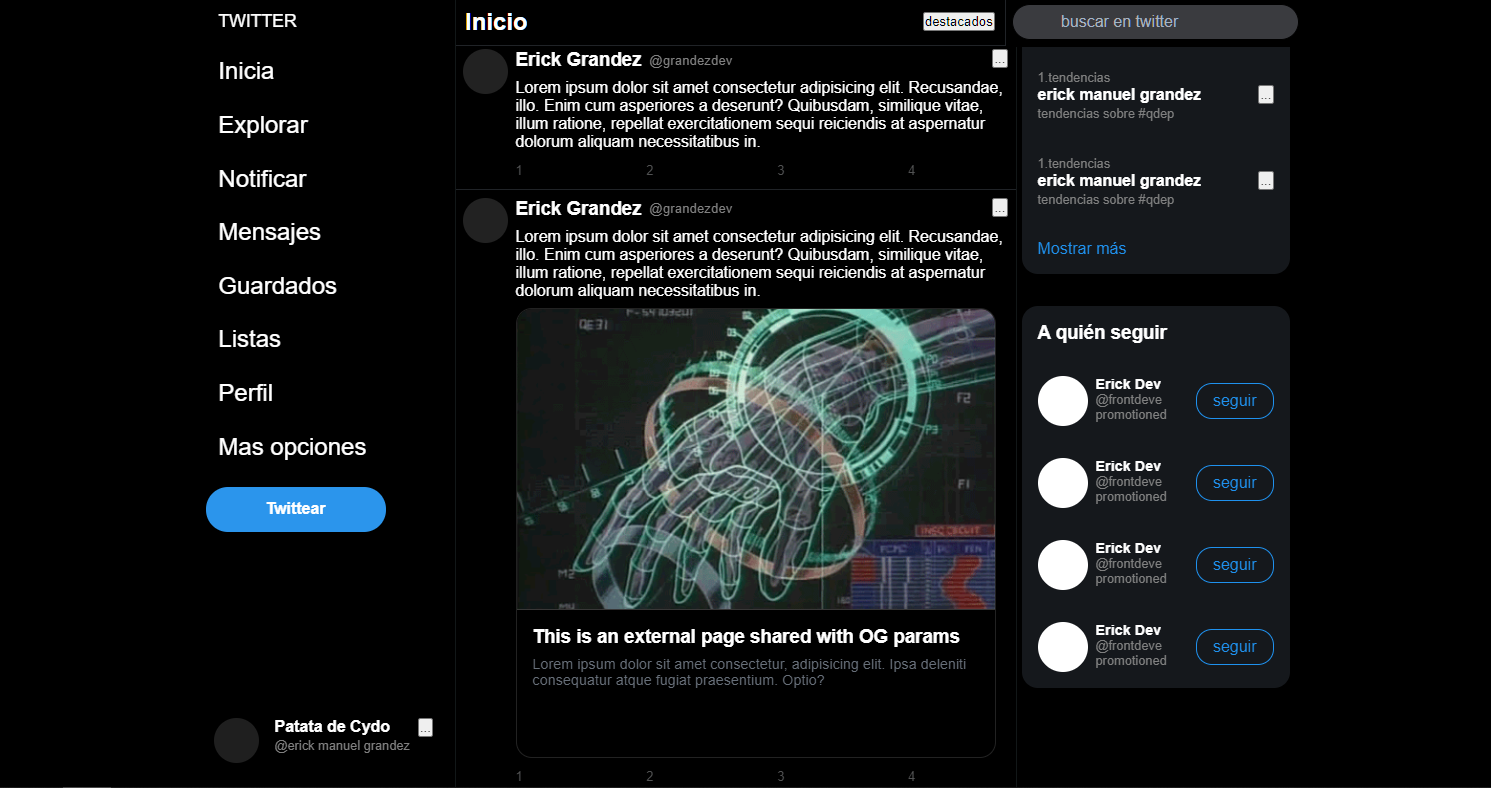 TWITTER
Inicia
Explorar
Notificar
Mensajes
Guardados
Listas
Perfil
Mas opciones
Twittear
Patata de Cydo
...
@erick manuel grandez
Inicio
destacados
Erick Grandez @grandezdev
...
Lorem ipsum dolor sit amet consectetur adipisicing elit. Recusandae,
illo. Enim cum asperiores a deserunt? Quibusdam, similique vitae,
illum ratione, repellat exercitationem sequi reiciendis at aspernatur
dolorum aliquam necessitatibus in.
1 2 3 4
Erick Grandez @grandezdev
...
Lorem ipsum dolor sit amet consectetur adipisicing elit. Recusandae,
illo. Enim cum asperiores a deserunt? Quibusdam, similique vitae,
illum ratione, repellat exercitationem sequi reiciendis at aspernatur
dolorum aliquam necessitatibus in.
QE31
F2
P3
F1
INSC CIRCUIT
M2
This is an external page shared with OG params
Lorem ipsum dolor sit amet consectetur, adipisicing elit. Ipsa deleniti
consequatur atque fugiat praesentium. Optio?
1 2 3 4
buscar en twitter
1.tendencias
erick manuel grandez
...
tendencias sobre #qdep
1.tendencias
erick manuel grandez
...
tendencias sobre #qdep
Mostrar más
A quién seguir
Erick Dev
@frontdeve
promotioned
seguir
Erick Dev
@frontdeve
promotioned
seguir
Erick Dev
@frontdeve
promotioned
seguir
Erick Dev
@frontdeve
promotioned
seguir